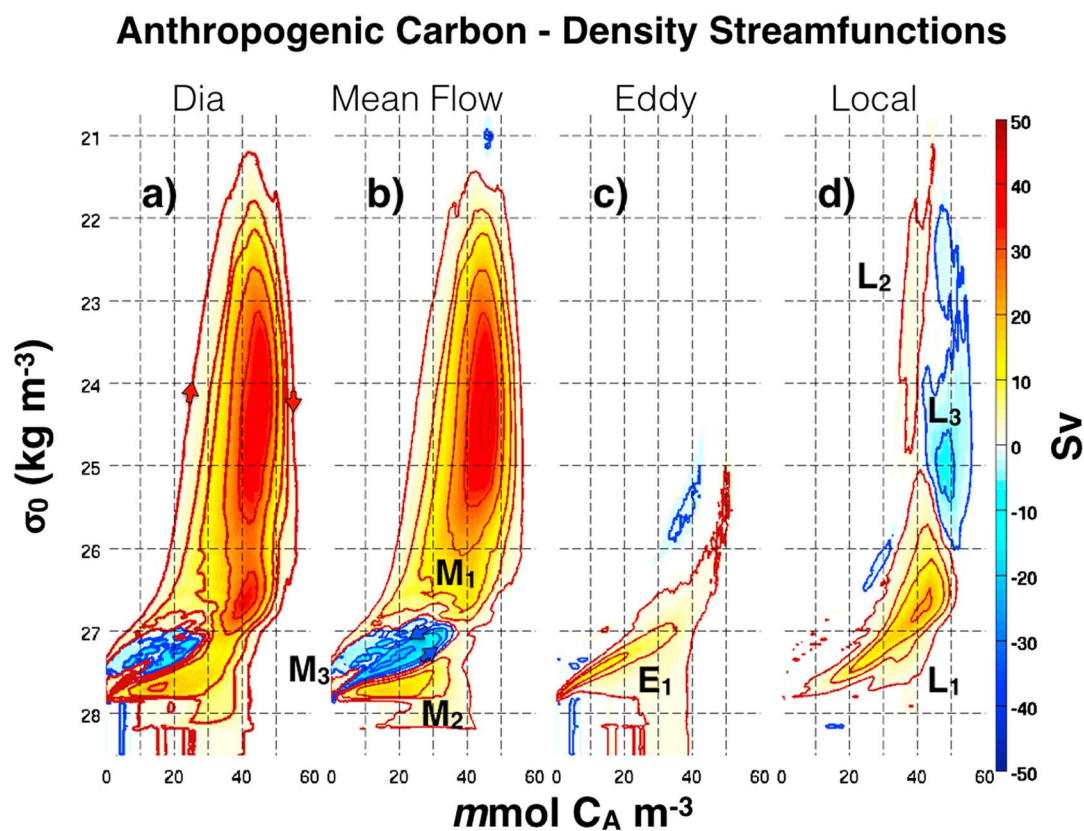 Anthropogenic Carbon - Density Streamfunctions
Dia Mean Flow Eddy Local
a) b) c) d)
21
22
23
24
25
26
27
28
σ₀ (kg m⁻³)
M₁
M₃
M₂
0
E₁
L₂
L₃
L₁
0 20 40 60
0 20 40 60
0 20 40 60
0 20 40 60
mmol C_A m⁻³
50
40
30
20
10
0
-10
-20
-30
-40
-50
Sv